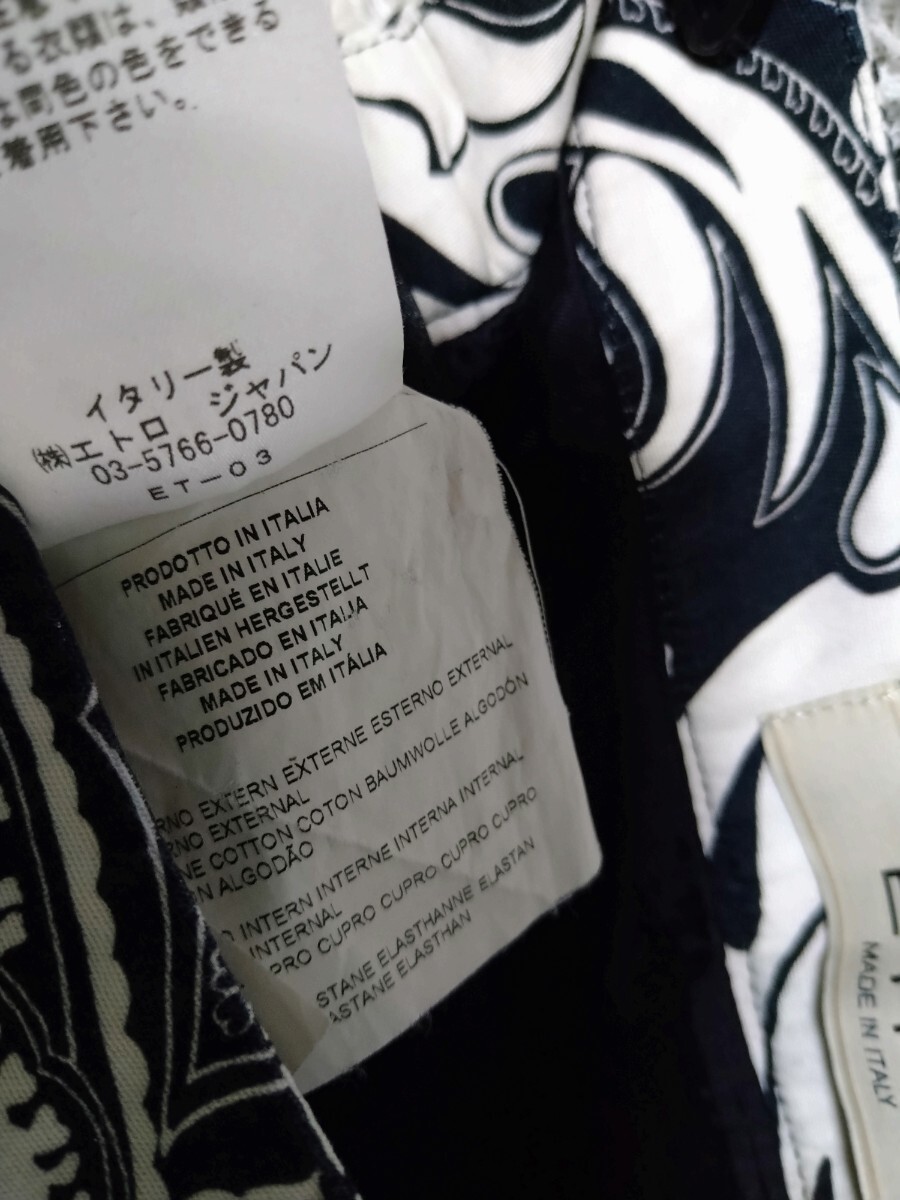 る衣類は、
な同色の色をできる
着用下さい。
イタリー製
㈱エトロ ジャパン
03-5766-0780
ET-03
PRODOTTO IN ITALIA
MADE IN ITALY
FABRIQUÉ EN ITALIE
IN ITALIEN HERGESTELLT
FABRICADO EN ITALIA
MADE IN ITALY
PRODUZIDO EM ITÁLIA
RNO EXTERN EXTERNE ESTERNO EXTERNAL
RNO EXTERNAL
NE COTTON COTON BAUMWOLLE ALGODÓN
N ALGODÃO
O INTERN INTERNE INTERNA INTERNAL
INTERNAL
PRO CUPRO CUPRO CUPRO CUPRO
STANE ELASTHANNE ELASTAN
ASTANE ELASTHAN
MADE IN ITALY